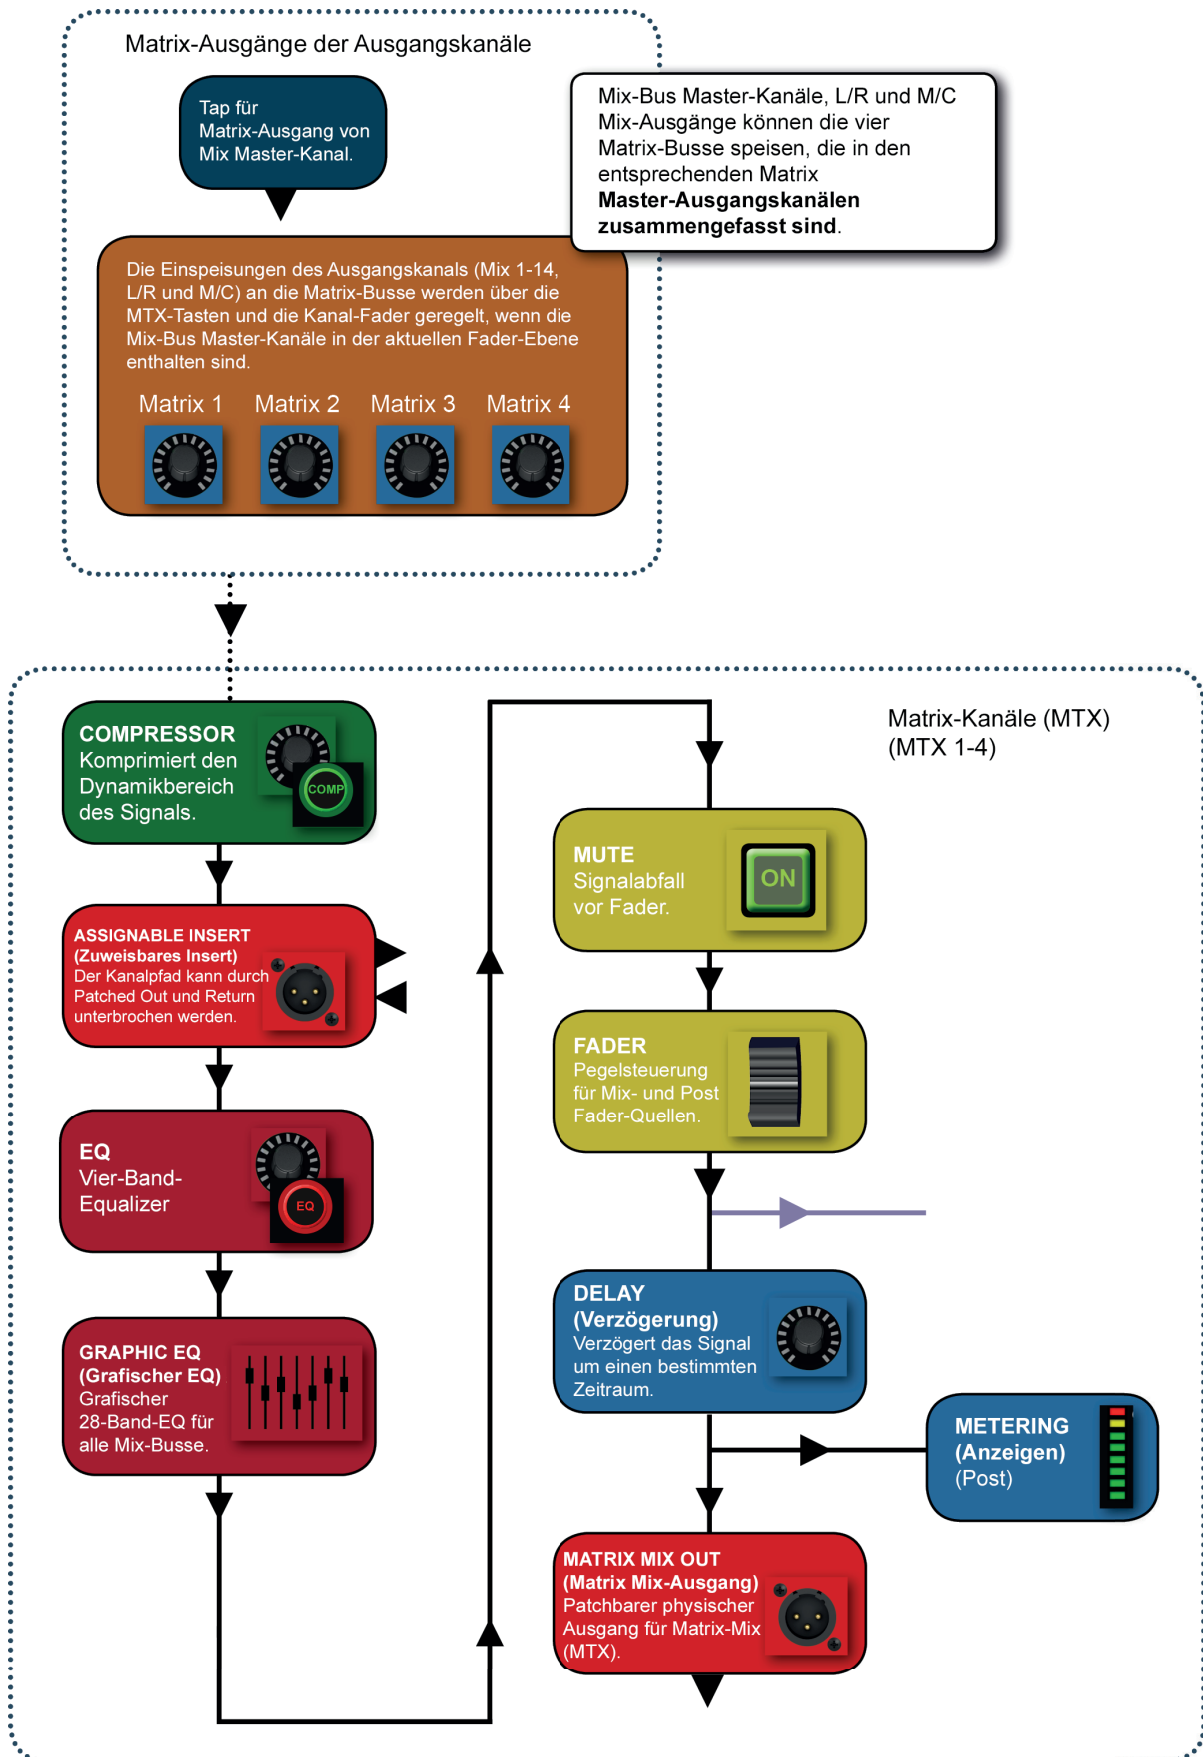 Matrix-Ausgänge der Ausgangskanäle
Tap für
Matrix-Ausgang von
Mix Master-Kanal.
Mix-Bus Master-Kanäle, L/R und M/C
Mix-Ausgänge können die vier
Matrix-Busse speisen, die in den
entsprechenden Matrix
Master-Ausgangskanälen
zusammengefasst sind.
Die Einspeisungen des Ausgangskanals (Mix 1-14,
L/R und M/C) an die Matrix-Busse werden über die
MTX-Tasten und die Kanal-Fader geregelt, wenn die
Mix-Bus Master-Kanäle in der aktuellen Fader-Ebene
enthalten sind.
Matrix 1 Matrix 2 Matrix 3 Matrix 4
Matrix-Kanäle (MTX)
(MTX 1-4)
COMPRESSOR
Komprimiert den
Dynamikbereich
des Signals.
COMP
ASSIGNABLE INSERT
(Zuweisbares Insert)
Der Kanalpfad kann durch
Patched Out und Return
unterbrochen werden.
EQ
Vier-Band-
Equalizer
EQ
GRAPHIC EQ
(Grafischer EQ)
Grafischer
28-Band-EQ für
alle Mix-Busse.
MUTE
Signalabfall
vor Fader.
ON
FADER
Pegelsteuerung
für Mix- und Post
Fader-Quellen.
DELAY
(Verzögerung)
Verzögert das Signal
um einen bestimmten
Zeitraum.
METERING
(Anzeigen)
(Post)
MATRIX MIX OUT
(Matrix Mix-Ausgang)
Patchbarer physischer
Ausgang für Matrix-Mix
(MTX).